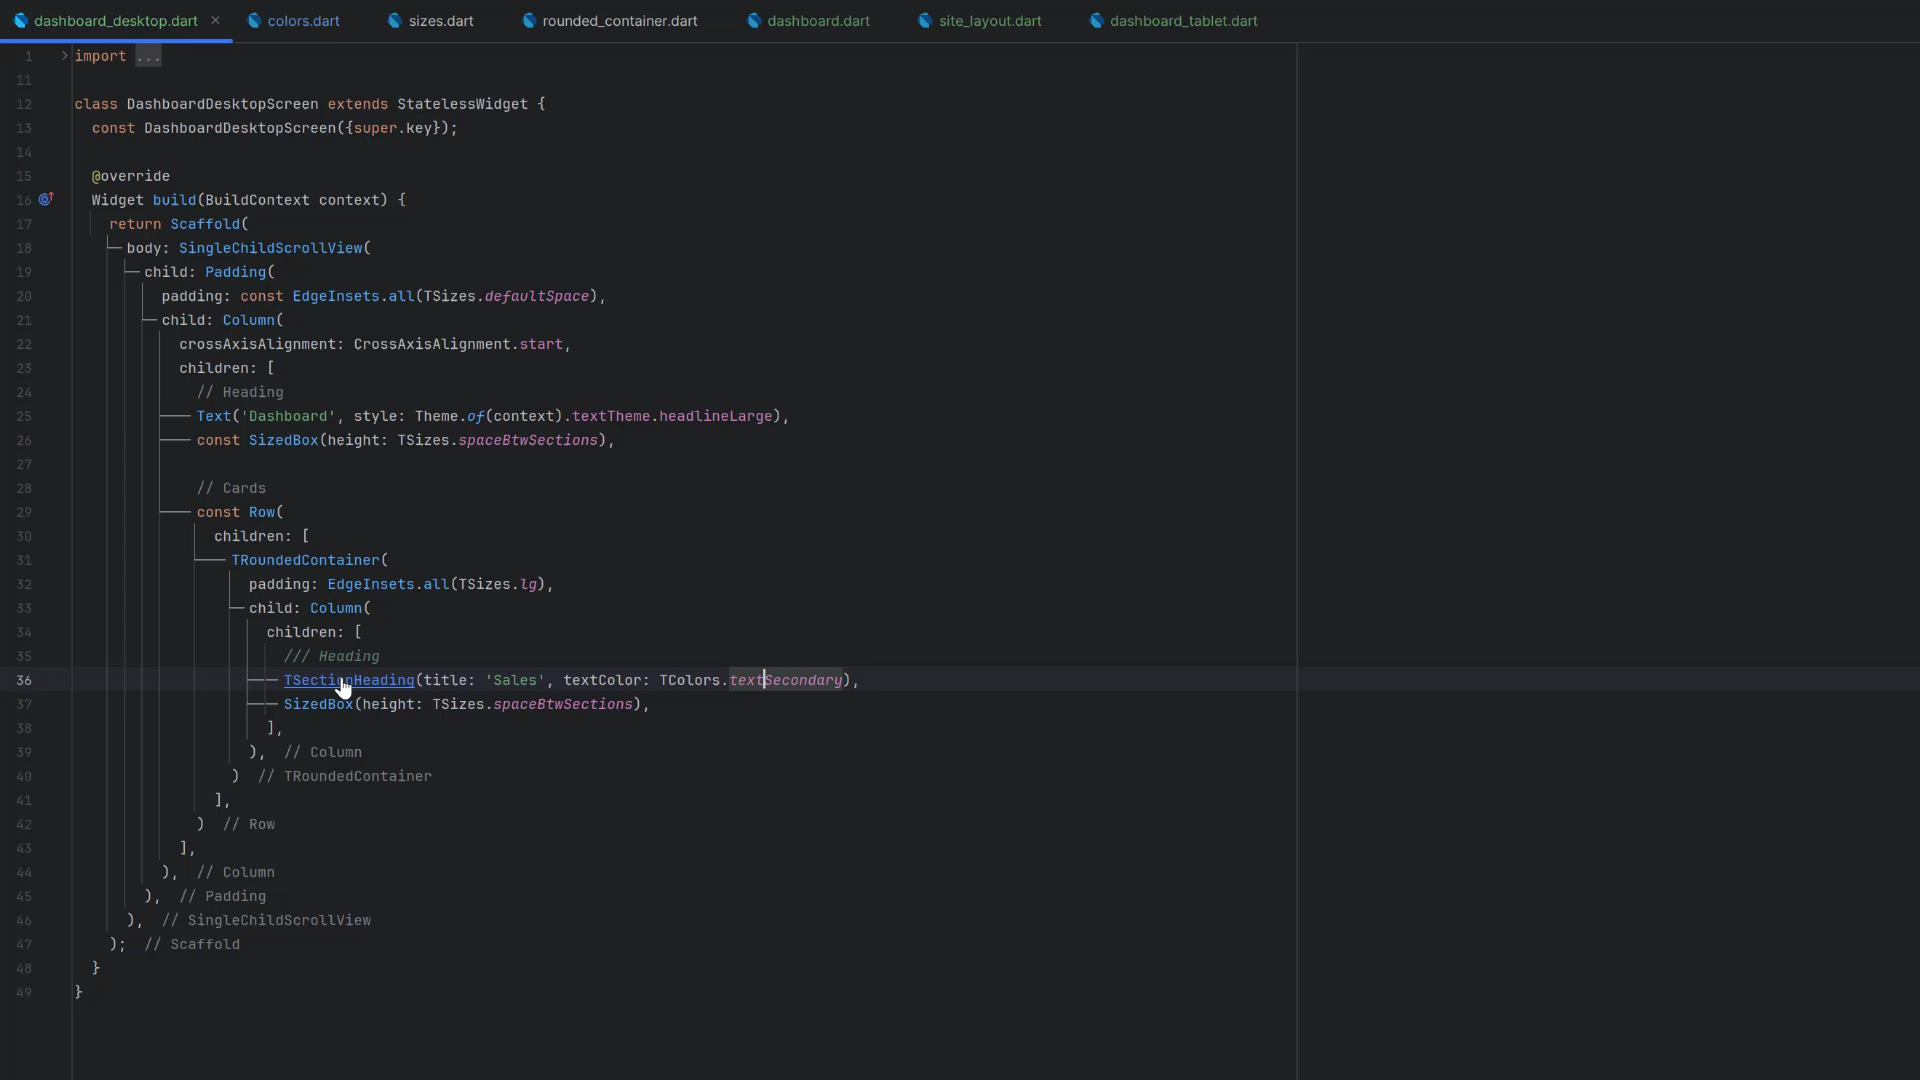 dashboard_desktop.dart × colors.dart sizes.dart rounded_container.dart dashboard.dart site_layout.dart dashboard_tablet.dart
1 > import ...
11
12 class DashboardDesktopScreen extends StatelessWidget {
13 const DashboardDesktopScreen({super.key});
14
15 @override
16 Widget build(BuildContext context) {
17 return Scaffold(
18 body: SingleChildScrollView(
19 child: Padding(
20 padding: const EdgeInsets.all(TSizes.defaultSpace),
21 child: Column(
22 crossAxisAlignment: CrossAxisAlignment.start,
23 children: [
24 // Heading
25 Text('Dashboard', style: Theme.of(context).textTheme.headlineLarge),
26 const SizedBox(height: TSizes.spaceBtwSections),
27
28 // Cards
29 const Row(
30 children: [
31 TRoundedContainer(
32 padding: EdgeInsets.all(TSizes.lg),
33 child: Column(
34 children: [
35 /// Heading
36 TSectionHeading(title: 'Sales', textColor: TColors.textSecondary),
37 SizedBox(height: TSizes.spaceBtwSections),
38 ],
39 ), // Column
40 ) // TRoundedContainer
41 ],
42 ) // Row
43 ],
44 ), // Column
45 ), // Padding
46 ), // SingleChildScrollView
47 ); // Scaffold
48 }
49 }